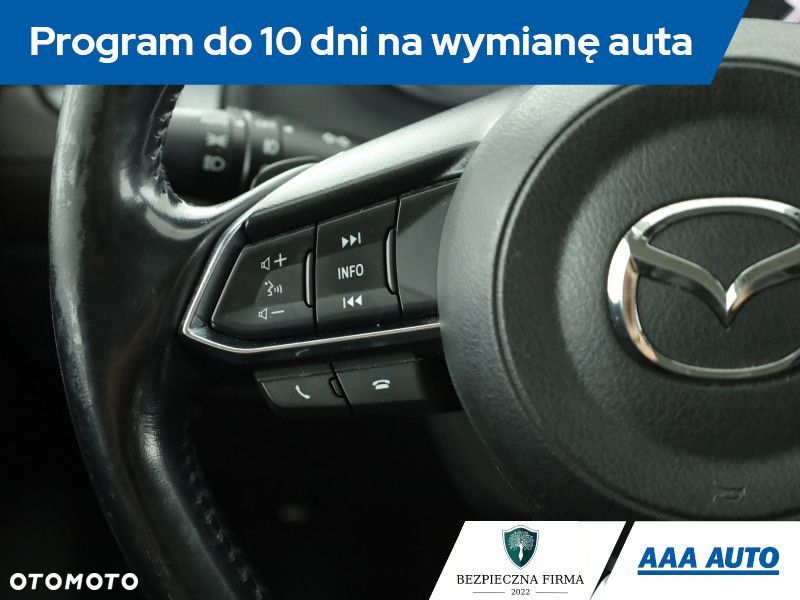 Program do 10 dni na wymianę auta
INFO
BEZPIECZNA FIRMA
2022
AAA AUTO
OTOMOTO